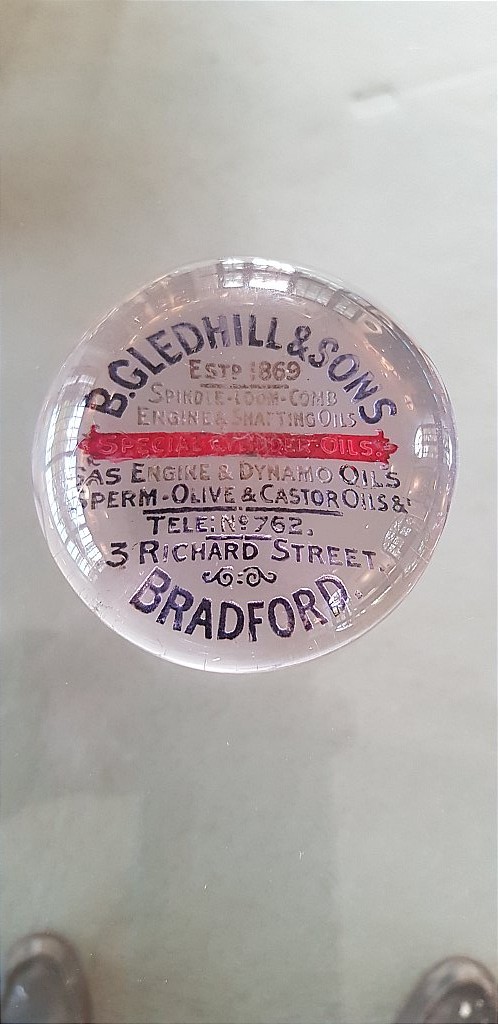 B. GLEDHILL & SONS
ESTD 1869
SPINDLE-LOOM-COMB
ENGINE & SHAFTING OILS
SPECIAL CYLINDER OILS.
GAS ENGINE & DYNAMO OILS
SPERM-OLIVE & CASTOR OILS &c
TELE: No 762.
3 RICHARD STREET.
BRADFORD.